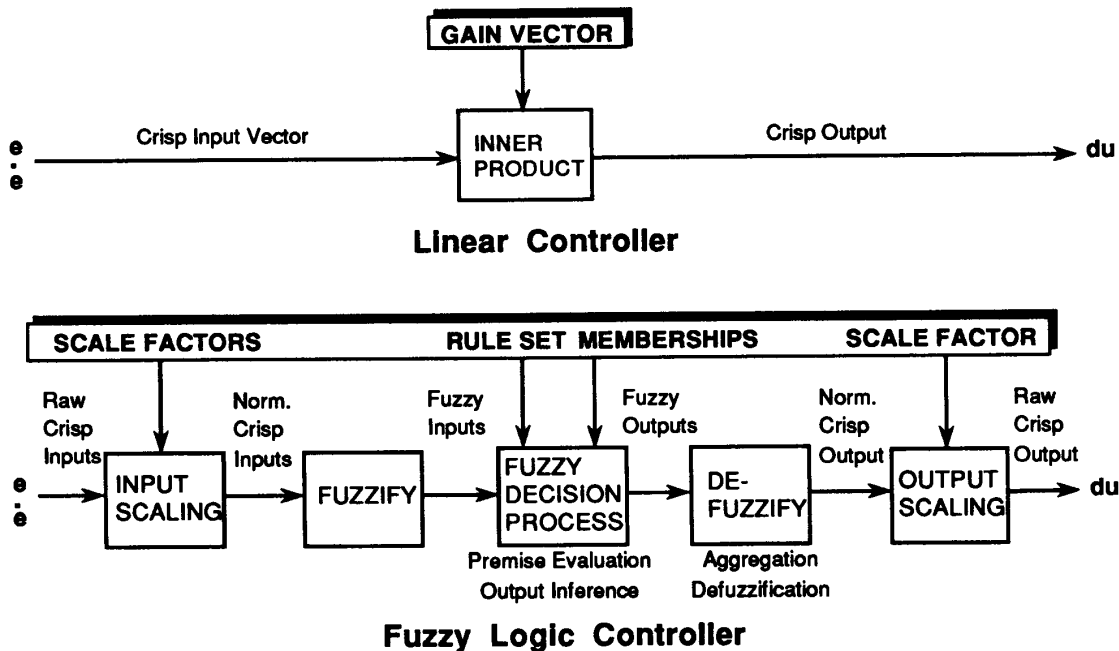 GAIN VECTOR
Crisp Input Vector
Crisp Output
e
ė
INNER
PRODUCT
du
Linear Controller
SCALE FACTORS
RULE SET MEMBERSHIPS
SCALE FACTOR
Raw
Crisp
Inputs
Norm.
Crisp
Inputs
Fuzzy
Inputs
Fuzzy
Outputs
Norm.
Crisp
Output
Raw
Crisp
Output
e
ė
INPUT
SCALING
FUZZIFY
FUZZY
DECISION
PROCESS
DE-
FUZZIFY
OUTPUT
SCALING
du
Premise Evaluation
Output Inference
Aggregation
Defuzzification
Fuzzy Logic Controller